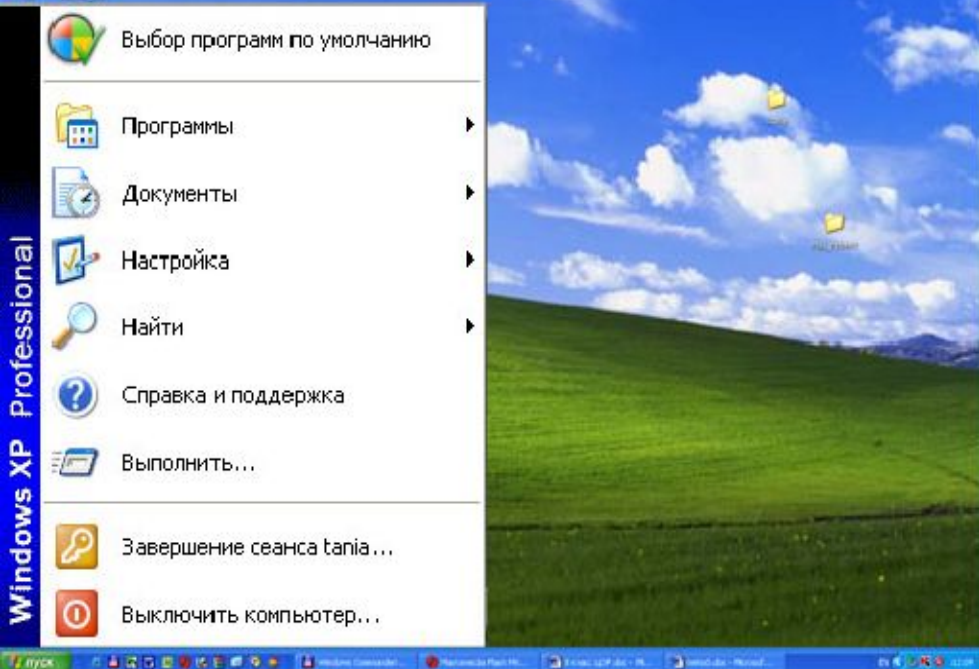 Выбор программ по умолчанию
Программы
Документы
Настройка
Найти
Справка и поддержка
Выполнить...
Завершение сеанса tania...
Выключить компьютер...
Windows XP Professional
пуск